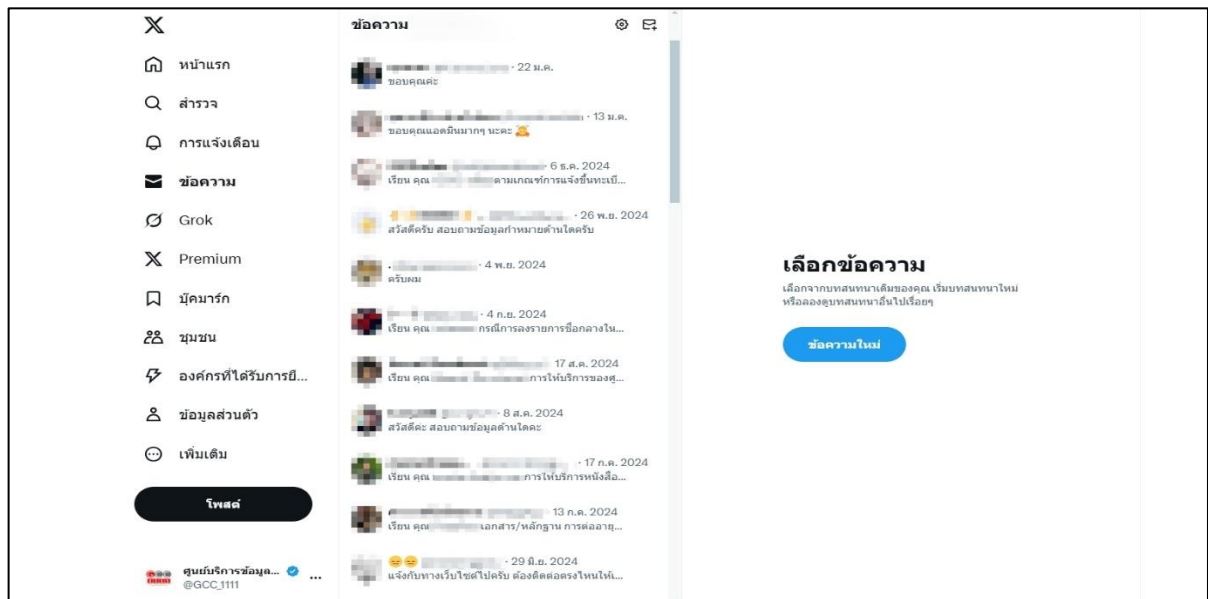 หน้าแรก
สำรวจ
การแจ้งเตือน
ข้อความ
Grok
Premium
บุ๊คมาร์ก
ชุมชน
องค์กรที่ได้รับการยื...
ข้อมูลส่วนตัว
เพิ่มเติม
โพสต์
ศูนย์บริการข้อมูล...
@GCC_1111
ข้อความ
· 22 ม.ค.
ขอบคุณค่ะ
· 13 ม.ค.
ขอบคุณแอดมินมากๆ นะคะ 🙇
· 6 ธ.ค. 2024
เรียน คุณ ตามเกณฑ์การแจ้งขึ้นทะเบี...
· 26 พ.ย. 2024
สวัสดีครับ สอบถามข้อมูลกำหมายด้านใดครับ
· 4 พ.ย. 2024
ครับผม
· 4 ก.ย. 2024
เรียน คุณ กรณีการลงรายการชื่อกลางใน...
17 ส.ค. 2024
เรียน คุณ การให้บริการของศู...
· 8 ส.ค. 2024
สวัสดีค่ะ สอบถามข้อมูลด้านใดคะ
· 17 ก.ค. 2024
เรียน คุณ การให้บริการหนังสือ...
· 13 ก.ค. 2024
เรียน คุณ เอกสาร/หลักฐาน การต่ออายุ...
😑😑 · 29 มิ.ย. 2024
แจ้งกับทางเว็บไซต์ไปครับ ต้องติดต่อตรงไหนให้เ...
เลือกข้อความ
เลือกจากบทสนทนาเดิมของคุณ เริ่มบทสนทนาใหม่
หรือลองดูบทสนทนาอื่นไปเรื่อยๆ
ข้อความใหม่